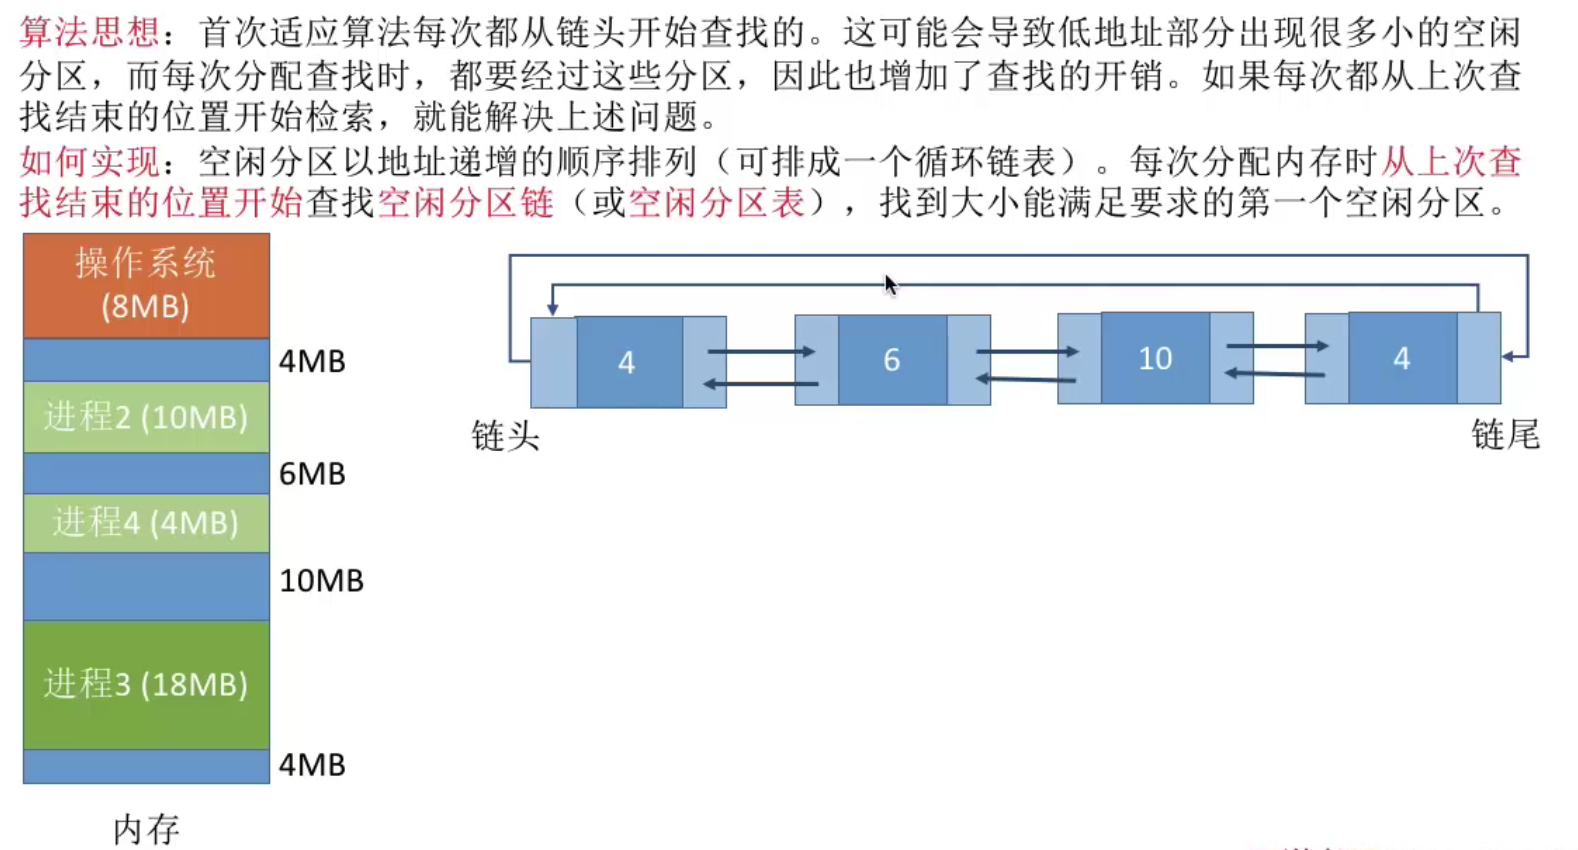 算法思想：首次适应算法每次都从链头开始查找的。这可能会导致低地址部分出现很多小的空闲
分区，而每次分配查找时，都要经过这些分区，因此也增加了查找的开销。如果每次都从上次查
找结束的位置开始检索，就能解决上述问题。
如何实现：空闲分区以地址递增的顺序排列（可排成一个循环链表）。每次分配内存时从上次查
找结束的位置开始查找空闲分区链（或空闲分区表），找到大小能满足要求的第一个空闲分区。
操作系统
(8MB)
4MB
进程2 (10MB)
6MB
进程4 (4MB)
10MB
进程3 (18MB)
4MB
内存
4
6
10
4
链头
链尾